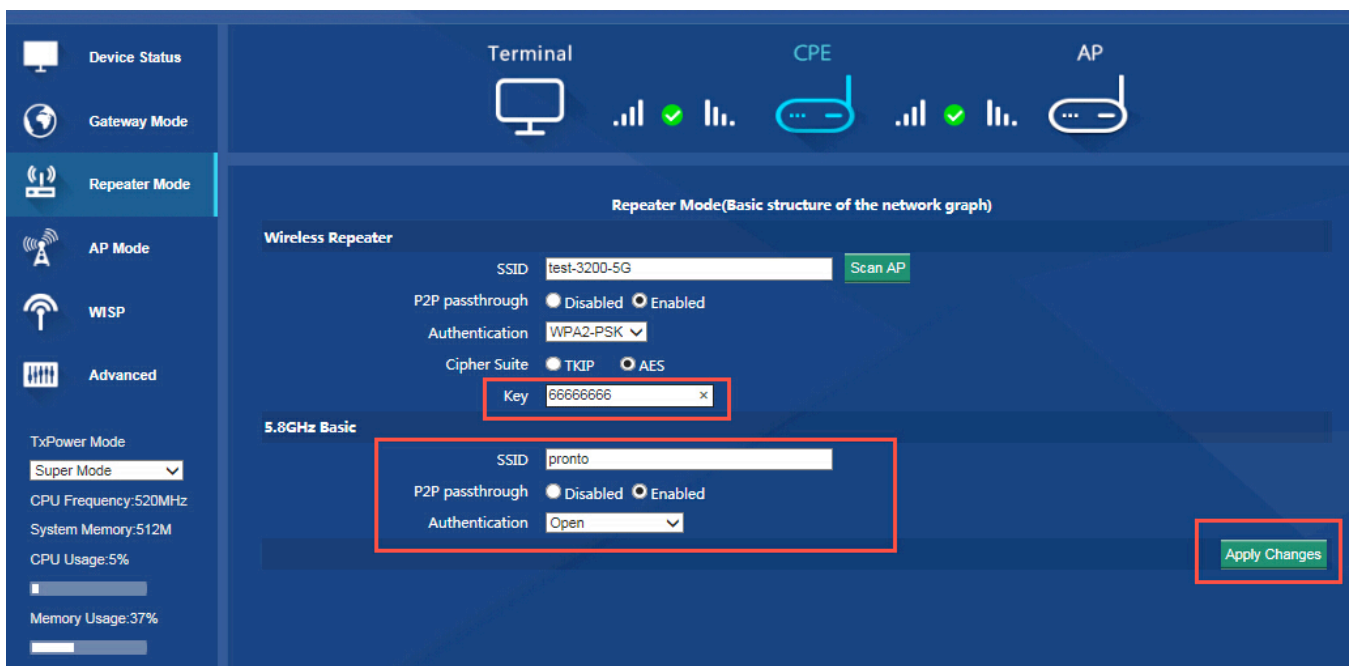 Device Status
Gateway Mode
Repeater Mode
AP Mode
WISP
Advanced
TxPower Mode
Super Mode
CPU Frequency:520MHz
System Memory:512M
CPU Usage:5%
Memory Usage:37%
Terminal CPE AP
Repeater Mode(Basic structure of the network graph)
Wireless Repeater
SSID test-3200-5G Scan AP
P2P passthrough Disabled Enabled
Authentication WPA2-PSK
Cipher Suite TKIP AES
Key 66666666 ×
5.8GHz Basic
SSID pronto
P2P passthrough Disabled Enabled
Authentication Open
Apply Changes